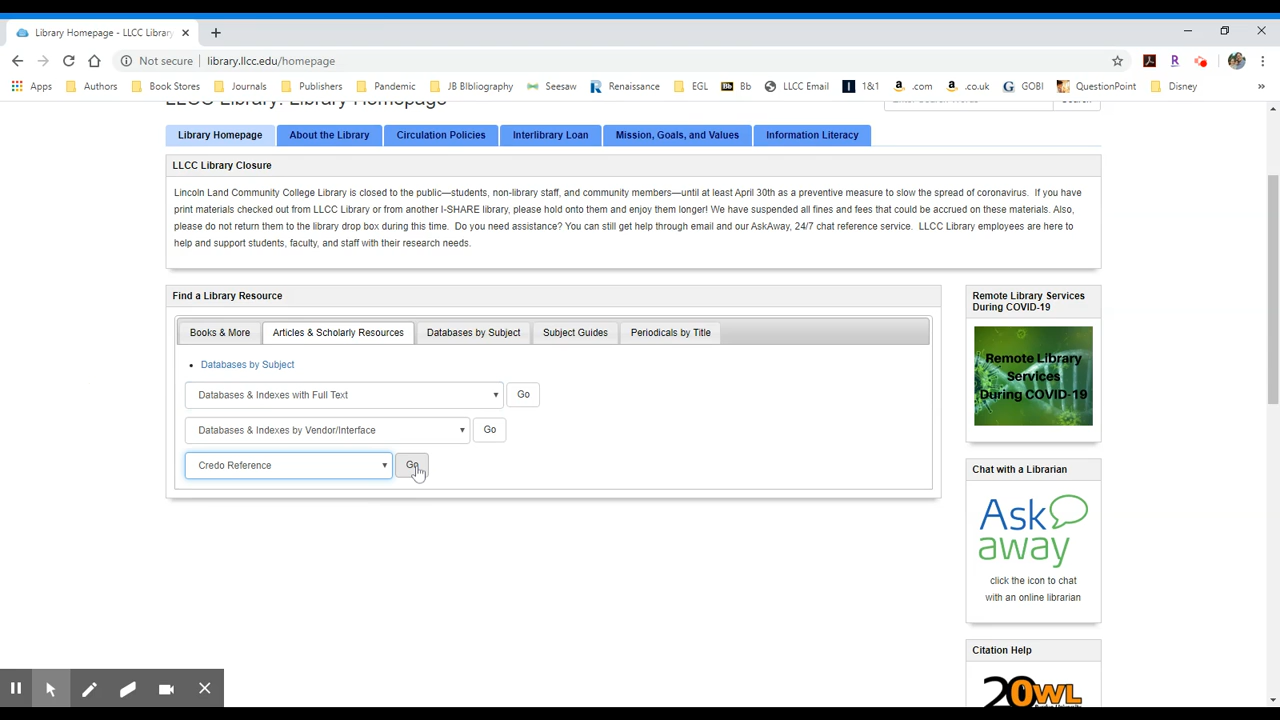 Library Homepage - LLCC Library
Not secure | library.llcc.edu/homepage
Apps Authors Book Stores Journals Publishers Pandemic JB BIbliography Seesaw Renaissance EGL Bb LLCC Email 1&1 .com .co.uk GOBI QuestionPoint Disney »
LLCC Library: Library Homepage
Enter Search Words Search
Library Homepage About the Library Circulation Policies Interlibrary Loan Mission, Goals, and Values Information Literacy
LLCC Library Closure
Lincoln Land Community College Library is closed to the public—students, non-library staff, and community members—until at least April 30th as a preventive measure to slow the spread of coronavirus. If you have
print materials checked out from LLCC Library or from another I-SHARE library, please hold onto them and enjoy them longer! We have suspended all fines and fees that could be accrued on these materials. Also,
please do not return them to the library drop box during this time. Do you need assistance? You can still get help through email and our AskAway, 24/7 chat reference service. LLCC Library employees are here to
help and support students, faculty, and staff with their research needs.
Find a Library Resource
Books & More Articles & Scholarly Resources Databases by Subject Subject Guides Periodicals by Title
Databases by Subject
Databases & Indexes with Full Text Go
Databases & Indexes by Vendor/Interface Go
Credo Reference Go
Remote Library Services
During COVID-19
Remote Library
Services
During COVID-19
Chat with a Librarian
Ask
away
click the icon to chat
with an online librarian
Citation Help
20 OWL